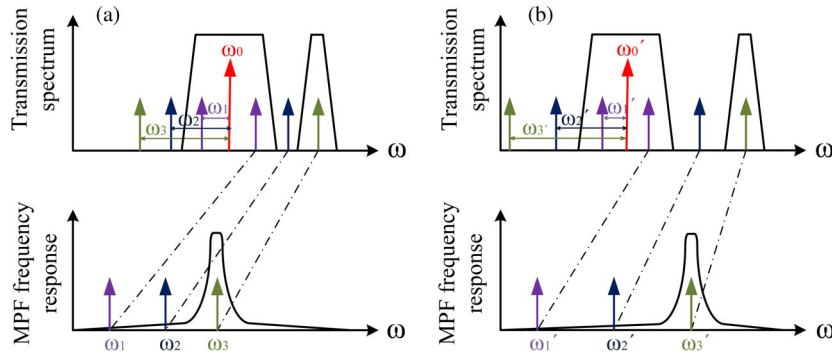 (a)
Transmission
spectrum
ω₀
ω₁
ω₂
ω₃
ω
MPF frequency
response
ω₁
ω₂
ω₃
ω
(b)
Transmission
spectrum
ω₀′
ω₁′
ω₂′
ω₃′
ω
MPF frequency
response
ω₁′
ω₂′
ω₃′
ω